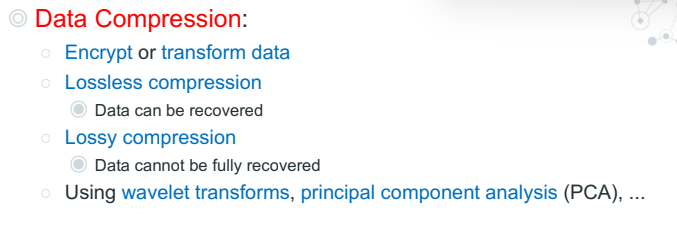 Data Compression:
Encrypt or transform data
Lossless compression
Data can be recovered
Lossy compression
Data cannot be fully recovered
Using wavelet transforms, principal component analysis (PCA), ...